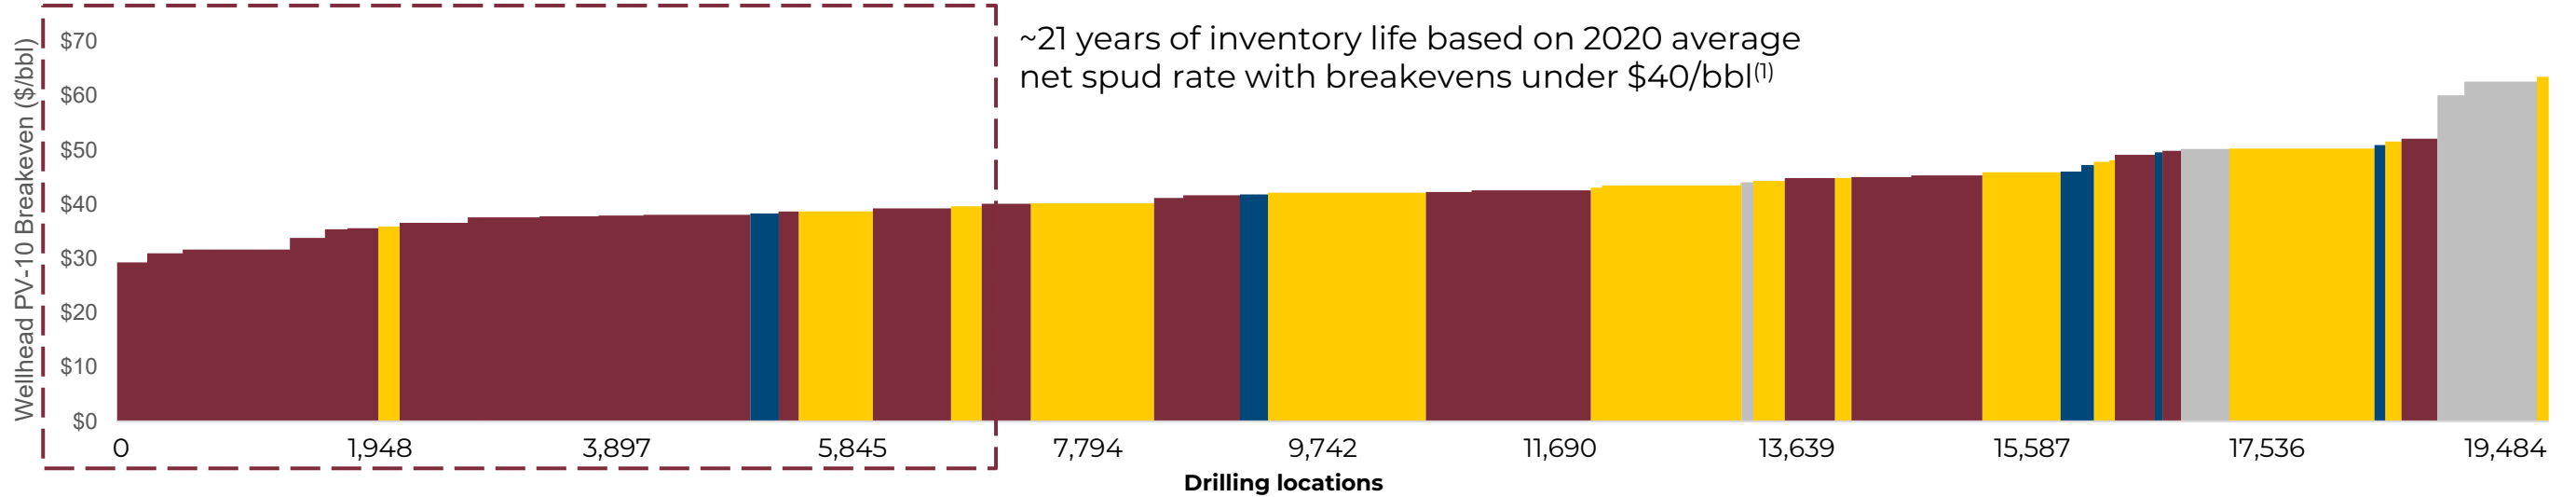 ~21 years of inventory life based on 2020 average
net spud rate with breakevens under $40/bbl(1)
Wellhead PV-10 Breakeven ($/bbl)
$70
$60
$50
$40
$30
$20
$10
$0
0 1,948 3,897 5,845 7,794 9,742 11,690 13,639 15,587 17,536 19,484
Drilling locations